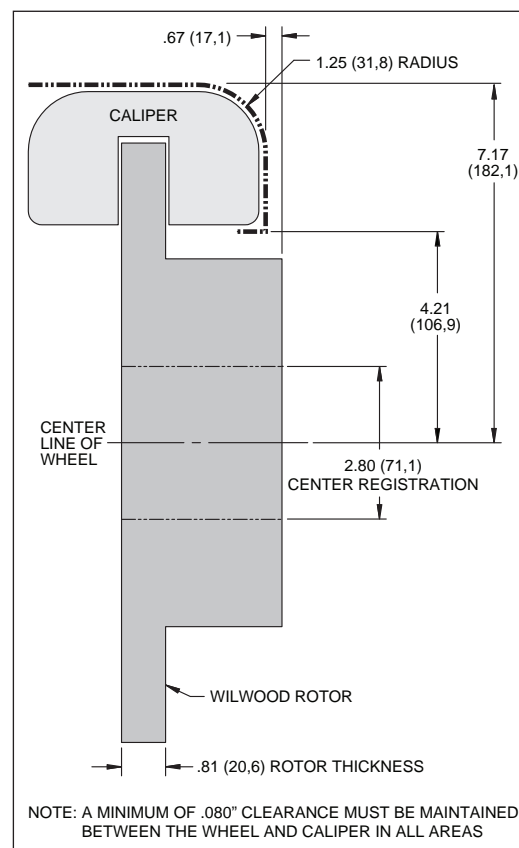 .67 (17,1)
1.25 (31,8) RADIUS
CALIPER
7.17
(182,1)
4.21
(106,9)
CENTER
LINE OF
WHEEL
2.80 (71,1)
CENTER REGISTRATION
WILWOOD ROTOR
.81 (20,6) ROTOR THICKNESS
NOTE: A MINIMUM OF .080" CLEARANCE MUST BE MAINTAINED
BETWEEN THE WHEEL AND CALIPER IN ALL AREAS